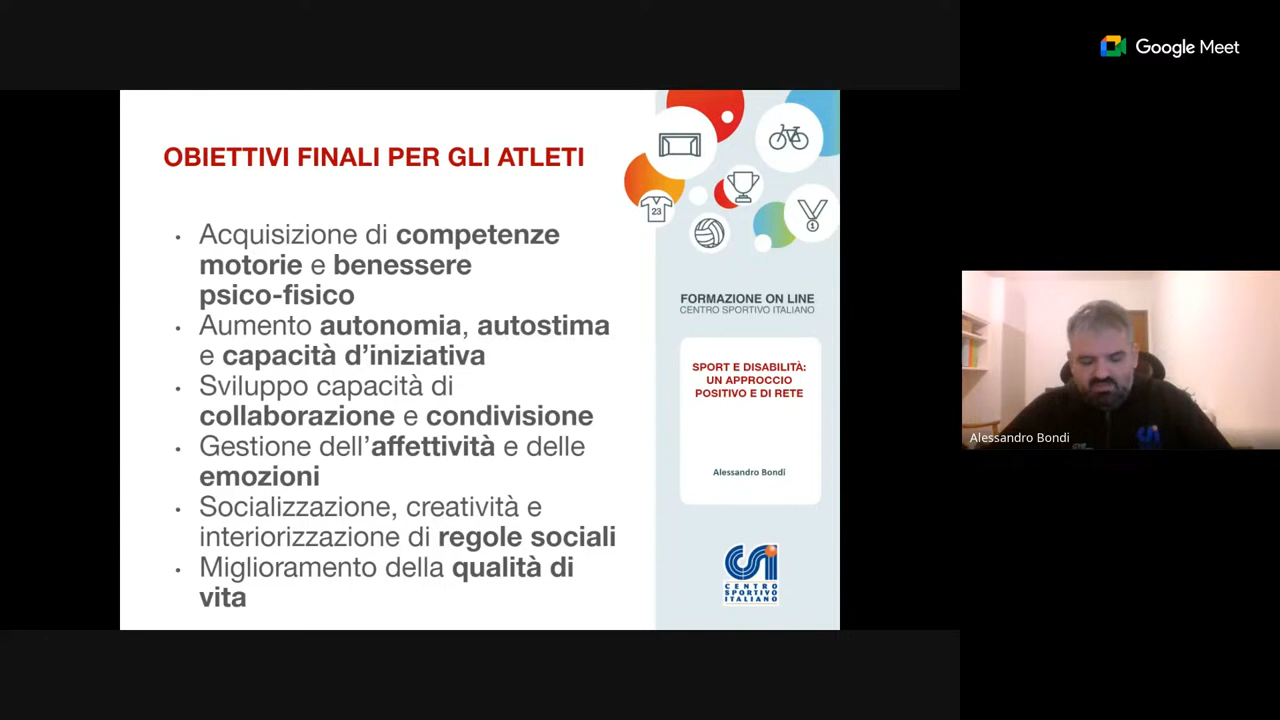 Google Meet
OBIETTIVI FINALI PER GLI ATLETI
• Acquisizione di competenze
motorie e benessere
psico-fisico
• Aumento autonomia, autostima
e capacità d'iniziativa
• Sviluppo capacità di
collaborazione e condivisione
• Gestione dell'affettività e delle
emozioni
• Socializzazione, creatività e
interiorizzazione di regole sociali
• Miglioramento della qualità di
vita
23
1
FORMAZIONE ON LINE
CENTRO SPORTIVO ITALIANO
SPORT E DISABILITÀ:
UN APPROCCIO
POSITIVO E DI RETE
Alessandro Bondi
CENTRO
SPORTIVO
ITALIANO
Alessandro Bondi